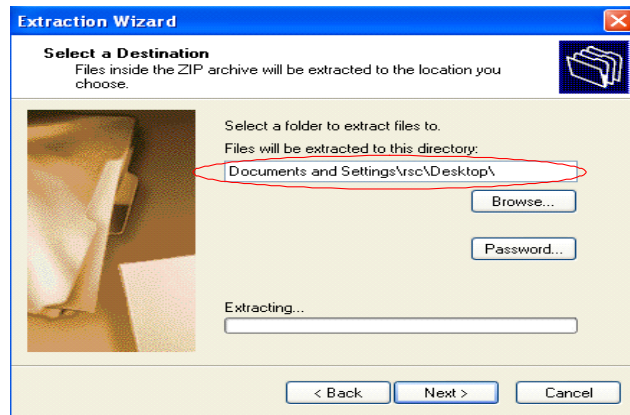 Extraction Wizard
Select a Destination
Files inside the ZIP archive will be extracted to the location you
choose.
Select a folder to extract files to.
Files will be extracted to this directory:
Documents and Settings\rsc\Desktop\
Browse...
Password...
Extracting...
< Back
Next >
Cancel